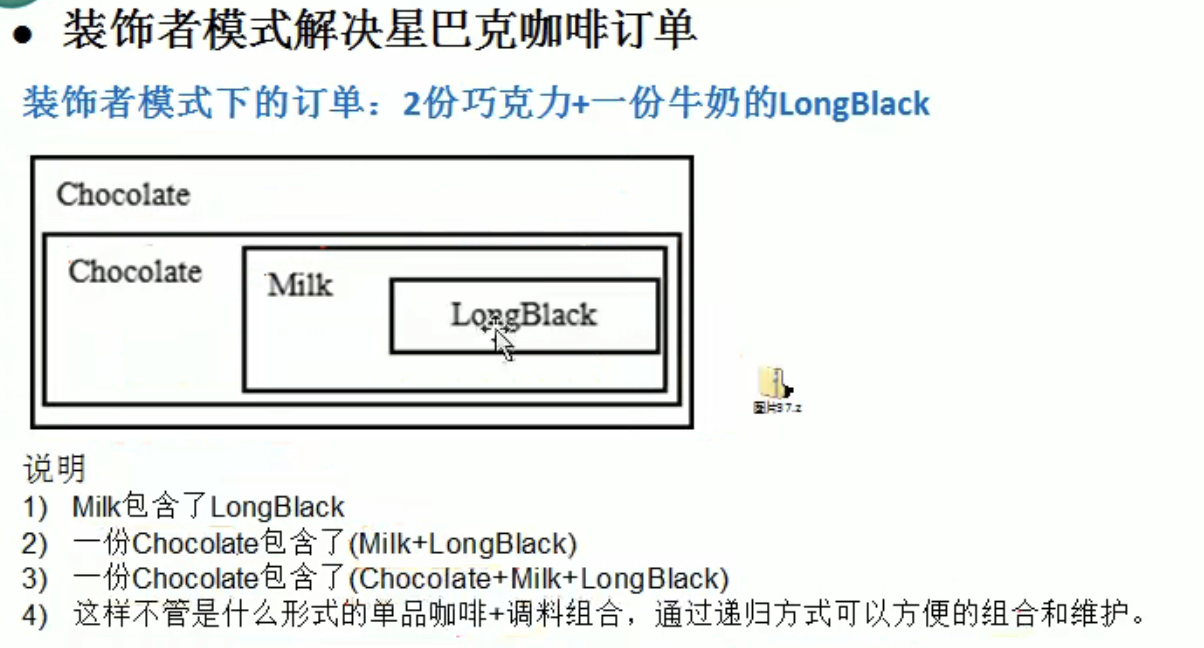 ● 装饰者模式解决星巴克咖啡订单
装饰者模式下的订单：2份巧克力+一份牛奶的LongBlack
Chocolate
Chocolate
Milk
LongBlack
说明
1) Milk包含了LongBlack
2) 一份Chocolate包含了(Milk+LongBlack)
3) 一份Chocolate包含了(Chocolate+Milk+LongBlack)
4) 这样不管是什么形式的单品咖啡+调料组合，通过递归方式可以方便的组合和维护。